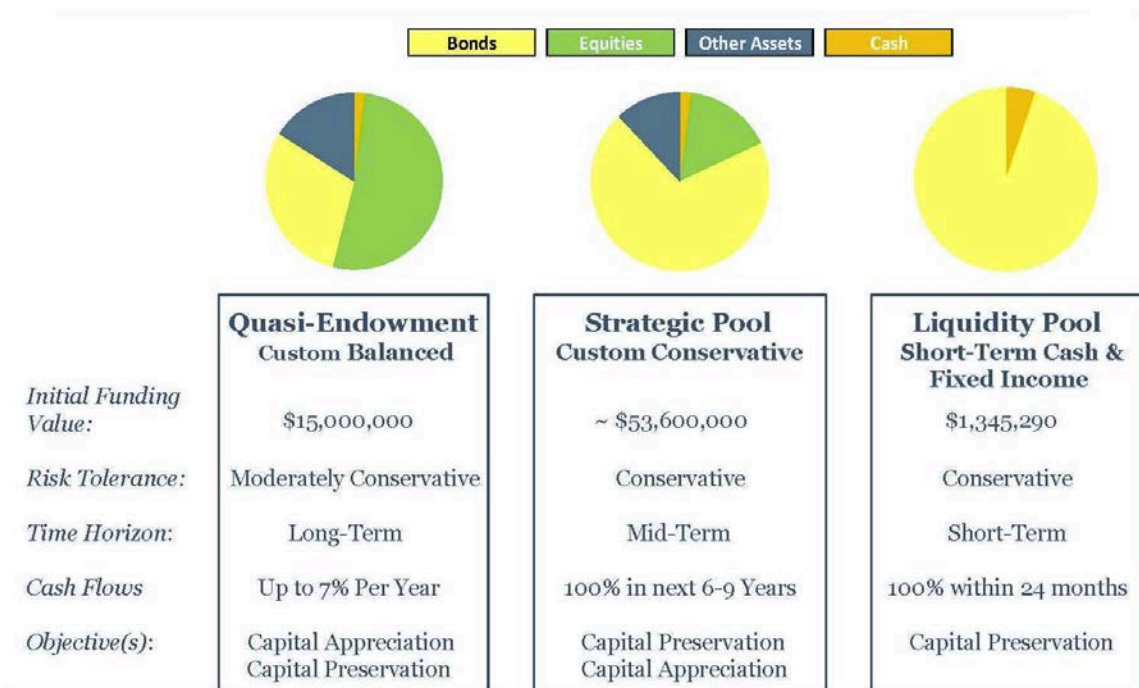 Bonds Equities Other Assets Cash
Quasi-Endowment Strategic Pool Liquidity Pool
Custom Balanced Custom Conservative Short-Term Cash &
Fixed Income
Initial Funding
Value: $15,000,000 ~ $53,600,000 $1,345,290
Risk Tolerance: Moderately Conservative Conservative Conservative
Time Horizon: Long-Term Mid-Term Short-Term
Cash Flows Up to 7% Per Year 100% in next 6-9 Years 100% within 24 months
Objective(s): Capital Appreciation Capital Preservation Capital Preservation
Capital Preservation Capital Appreciation